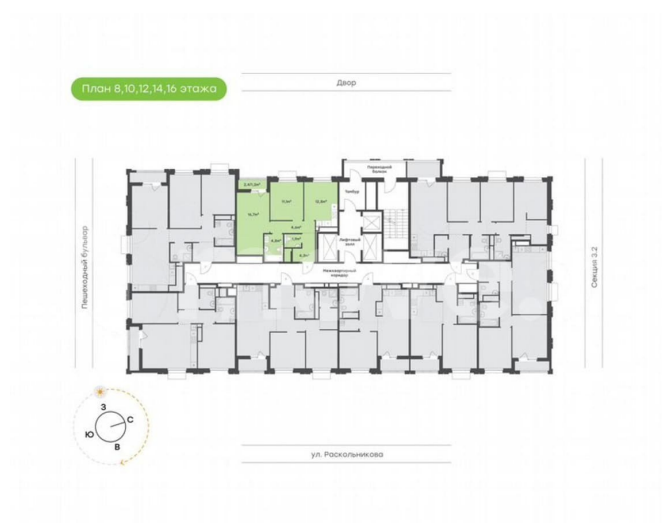 Двор
План 8,10,12,14,16 этажа
Переходной
балкон
Тамбур
Лифтовый
холл
Межквартирный
коридор
Пешеходный бульвар
Секция 3.2
З
С
Ю
В
ул. Раскольникова